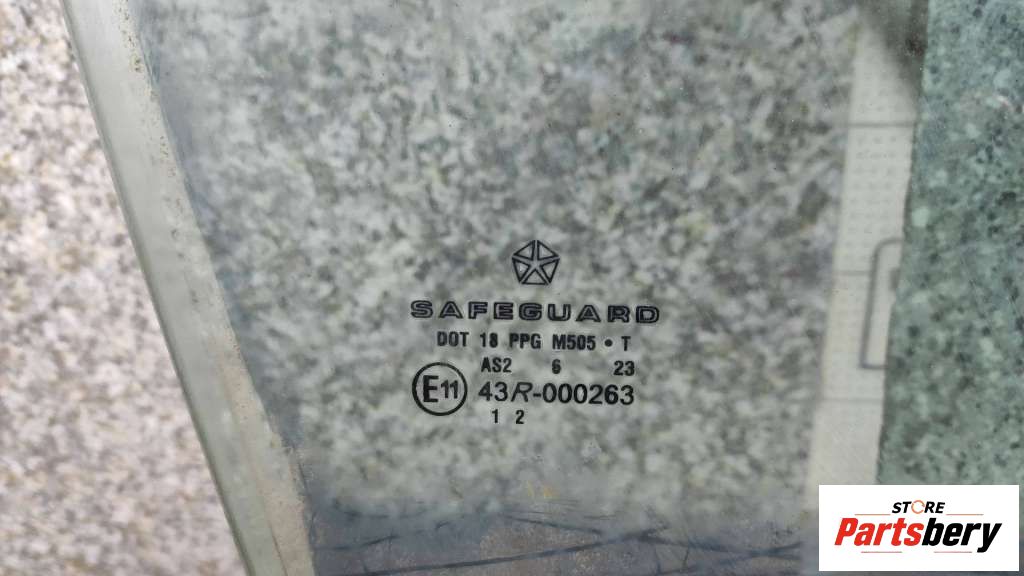 SAFEGUARD
DOT 18 PPG M505 • T
AS2 6 23
E11 43R-000263
1 2
STORE
Partsbery